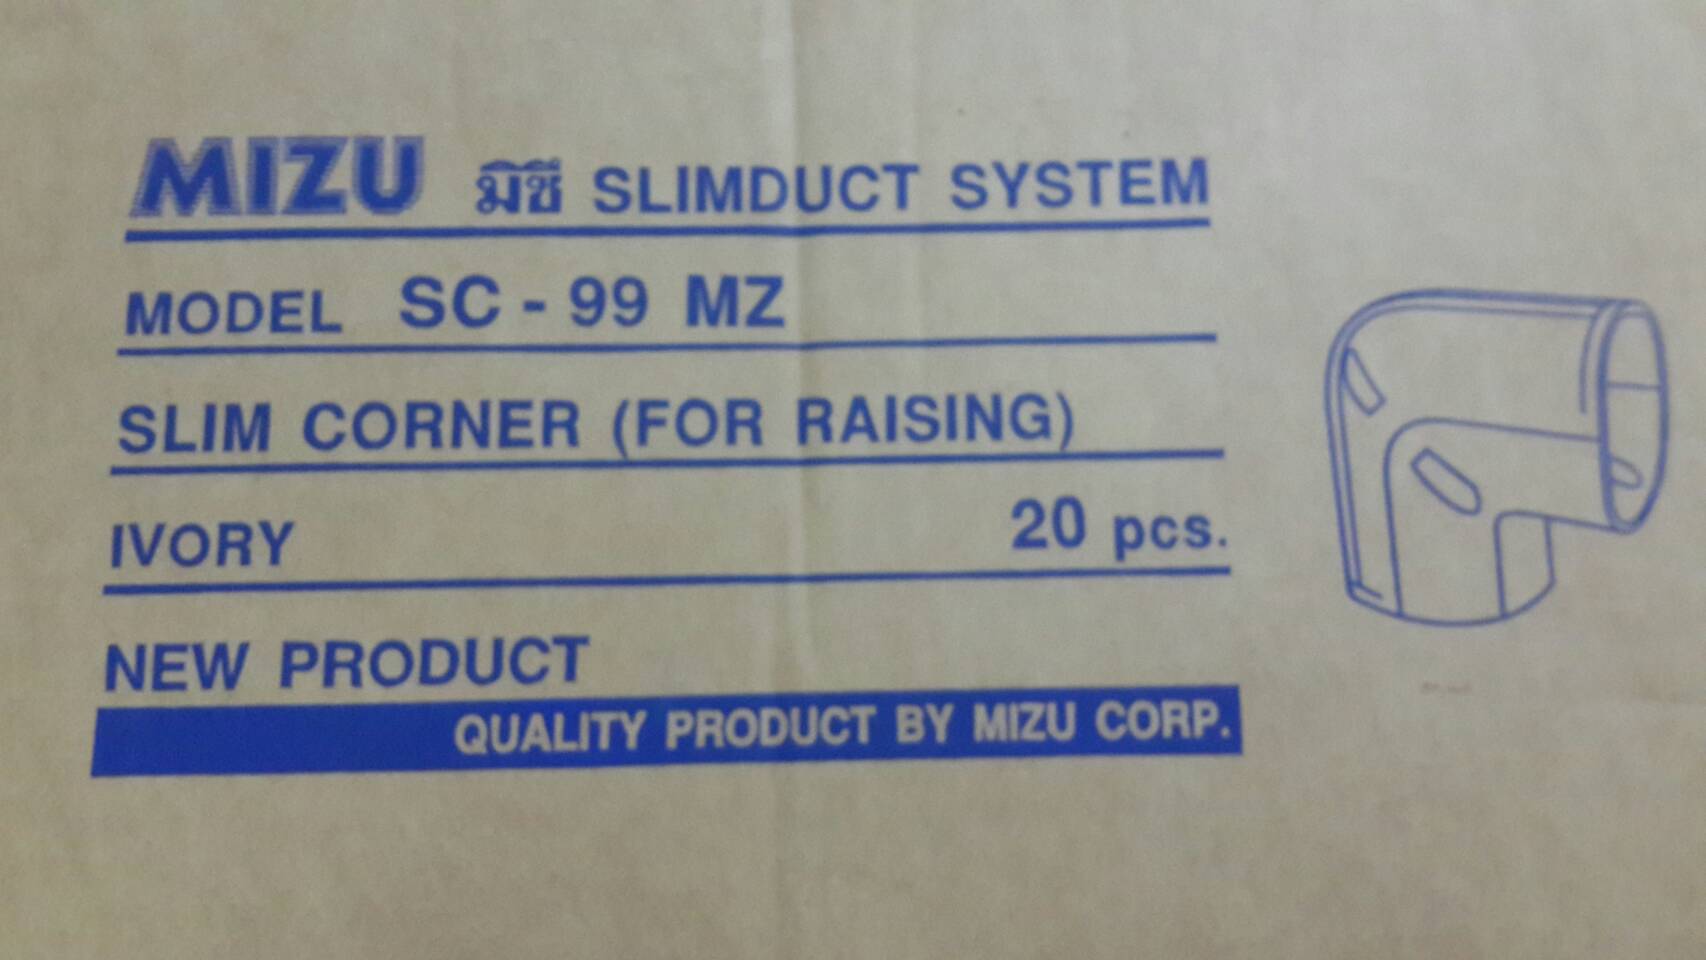 MIZU มิซึ SLIMDUCT SYSTEM
MODEL SC - 99 MZ
SLIM CORNER (FOR RAISING)
IVORY 20 pcs.
NEW PRODUCT
QUALITY PRODUCT BY MIZU CORP.